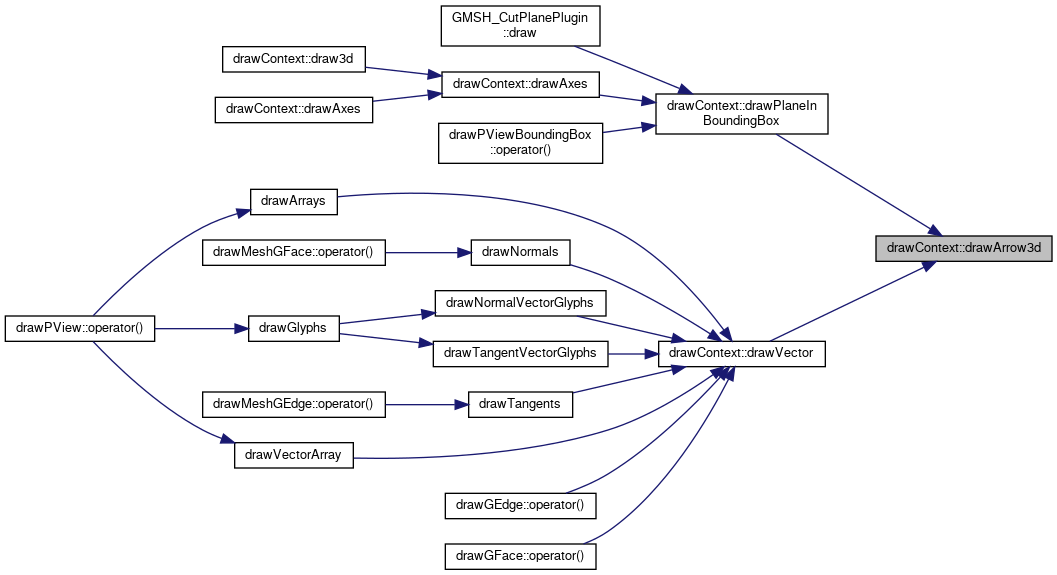 GMSH_CutPlanePlugin
::draw
drawContext::draw3d
drawContext::drawAxes
drawContext::drawAxes
drawContext::drawPlaneIn
BoundingBox
drawPViewBoundingBox
::operator()
drawArrays
drawContext::drawArrow3d
drawMeshGFace::operator()
drawNormals
drawNormalVectorGlyphs
drawPView::operator()
drawGlyphs
drawTangentVectorGlyphs
drawContext::drawVector
drawMeshGEdge::operator()
drawTangents
drawVectorArray
drawGEdge::operator()
drawGFace::operator()